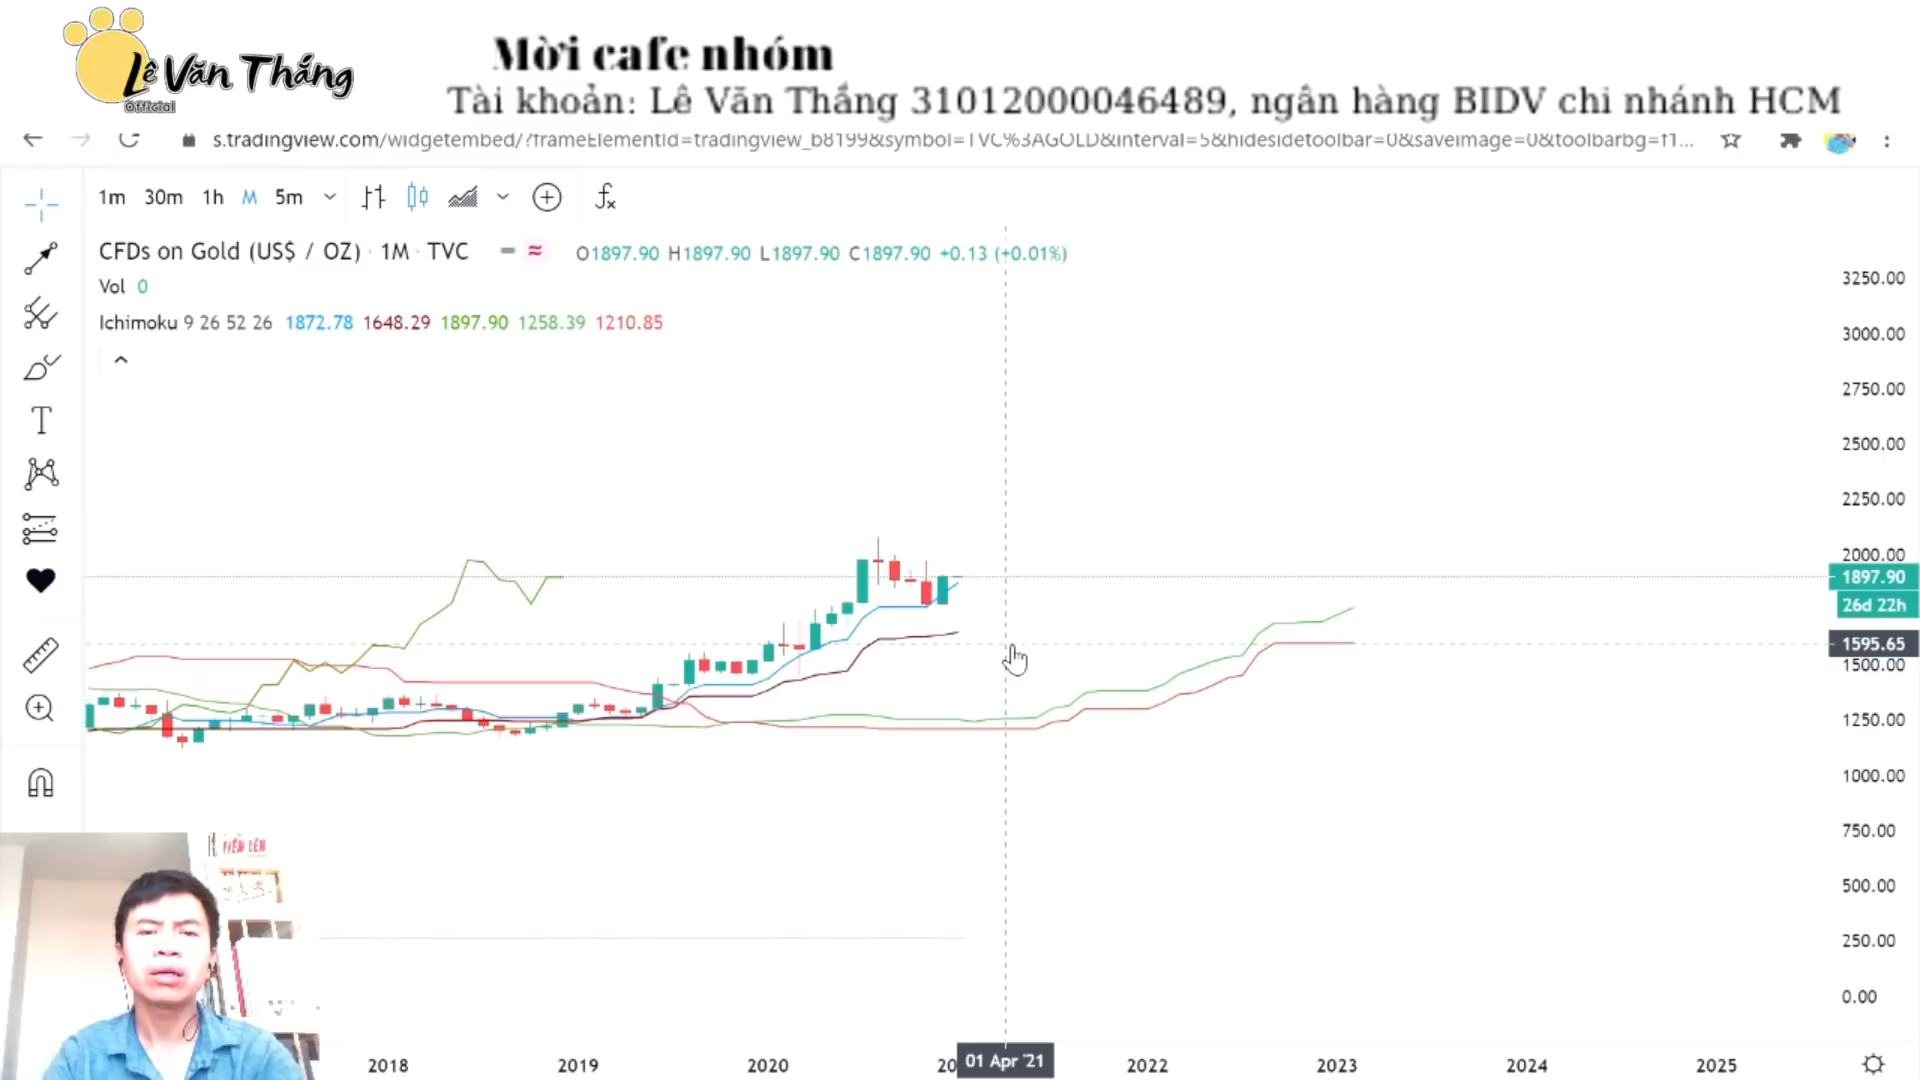 Lê Văn Thắng
Official
Mời cafe nhóm
Tài khoản: Lê Văn Thắng 31012000046489, ngân hàng BIDV chi nhánh HCM
s.tradingview.com/widgetembed/?frameElementId=tradingview_b8199&symbol=TVC%3AGOLD&interval=5&hidesidetoolbar=0&saveimage=0&toolbarbg=f1...
1m 30m 1h M 5m
CFDs on Gold (US$ / OZ) · 1M · TVC O1897.90 H1897.90 L1897.90 C1897.90 +0.13 (+0.01%)
Vol 0
Ichimoku 9 26 52 26 1872.78 1648.29 1897.90 1258.39 1210.85
3250.00
3000.00
2750.00
2500.00
2250.00
2000.00
1897.90
26d 22h
1595.65
1500.00
1250.00
1000.00
750.00
500.00
250.00
0.00
2018 2019 2020 01 Apr '21 2022 2023 2024 2025